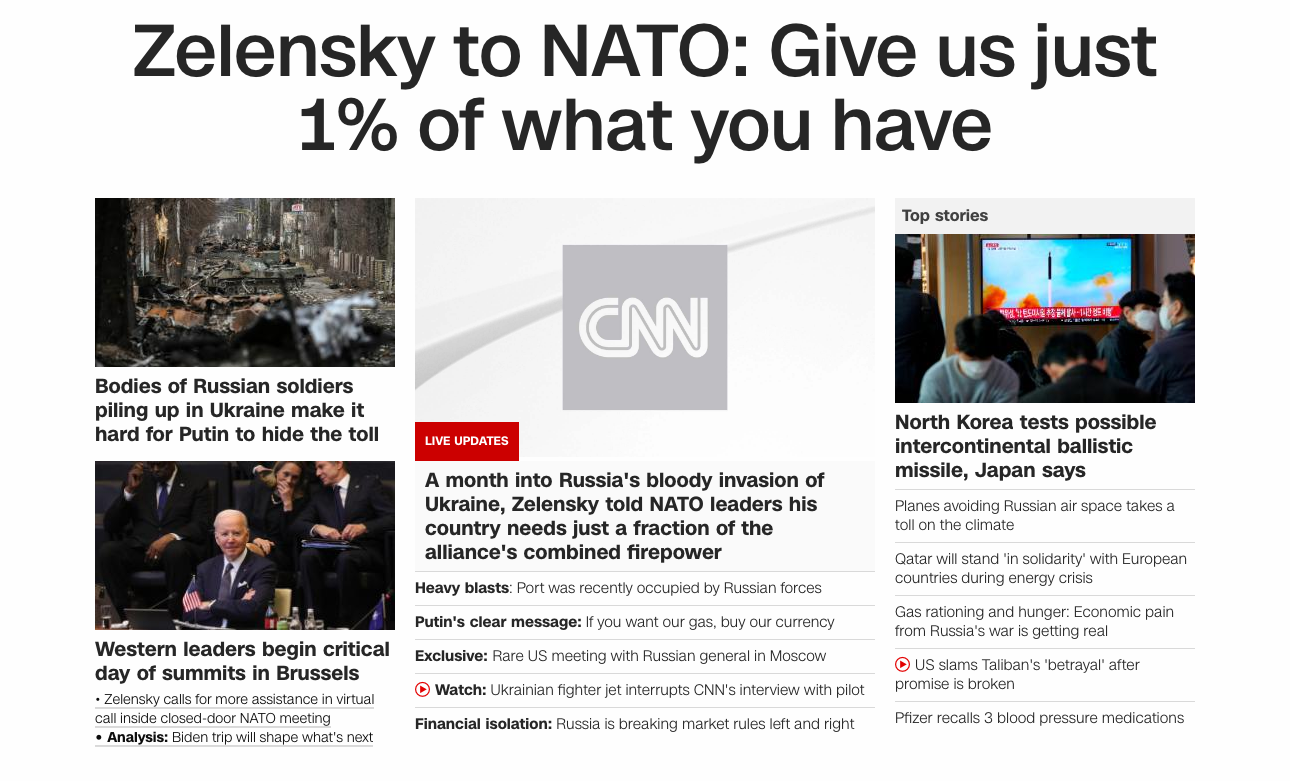 Zelensky to NATO: Give us just
1% of what you have
Bodies of Russian soldiers
piling up in Ukraine make it
hard for Putin to hide the toll
Western leaders begin critical
day of summits in Brussels
• Zelensky calls for more assistance in virtual
call inside closed-door NATO meeting
• Analysis: Biden trip will shape what's next
CNN
LIVE UPDATES
A month into Russia's bloody invasion of
Ukraine, Zelensky told NATO leaders his
country needs just a fraction of the
alliance's combined firepower
Heavy blasts: Port was recently occupied by Russian forces
Putin's clear message: If you want our gas, buy our currency
Exclusive: Rare US meeting with Russian general in Moscow
Watch: Ukrainian fighter jet interrupts CNN's interview with pilot
Financial isolation: Russia is breaking market rules left and right
Top stories
North Korea tests possible
intercontinental ballistic
missile, Japan says
Planes avoiding Russian air space takes a
toll on the climate
Qatar will stand 'in solidarity' with European
countries during energy crisis
Gas rationing and hunger: Economic pain
from Russia's war is getting real
US slams Taliban's 'betrayal' after
promise is broken
Pfizer recalls 3 blood pressure medications